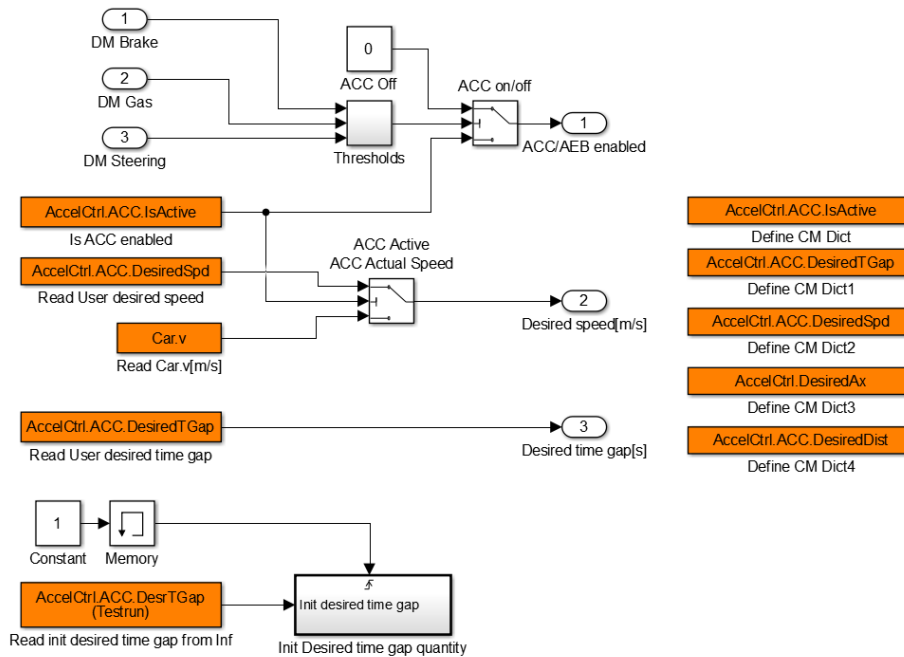 1
DM Brake
2
DM Gas
3
DM Steering
0
ACC Off
Thresholds
ACC on/off
1
ACC/AEB enabled
AccelCtrl.ACC.IsActive
Is ACC enabled
AccelCtrl.ACC.DesiredSpd
Read User desired speed
Car.v
Read Car.v[m/s]
ACC Active
ACC Actual Speed
2
Desired speed[m/s]
AccelCtrl.ACC.DesiredTGap
Read User desired time gap
3
Desired time gap[s]
1
Constant
Memory
AccelCtrl.ACC.DesrTGap
(Testrun)
Read init desired time gap from Inf
Init desired time gap
Init Desired time gap quantity
AccelCtrl.ACC.IsActive
Define CM Dict
AccelCtrl.ACC.DesiredTGap
Define CM Dict1
AccelCtrl.ACC.DesiredSpd
Define CM Dict2
AccelCtrl.DesiredAx
Define CM Dict3
AccelCtrl.ACC.DesiredDist
Define CM Dict4